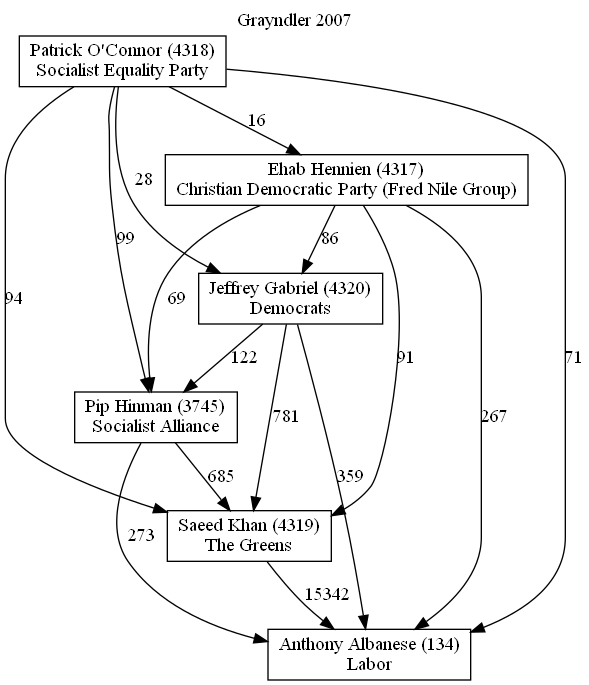 Grayndler 2007
Patrick O'Connor (4318)
Socialist Equality Party
16
Ehab Hennien (4317)
Christian Democratic Party (Fred Nile Group)
28
99
86
Jeffrey Gabriel (4320)
Democrats
69
94
122
91
71
Pip Hinman (3745)
Socialist Alliance
781
267
685
359
Saeed Khan (4319)
The Greens
273
15342
Anthony Albanese (134)
Labor